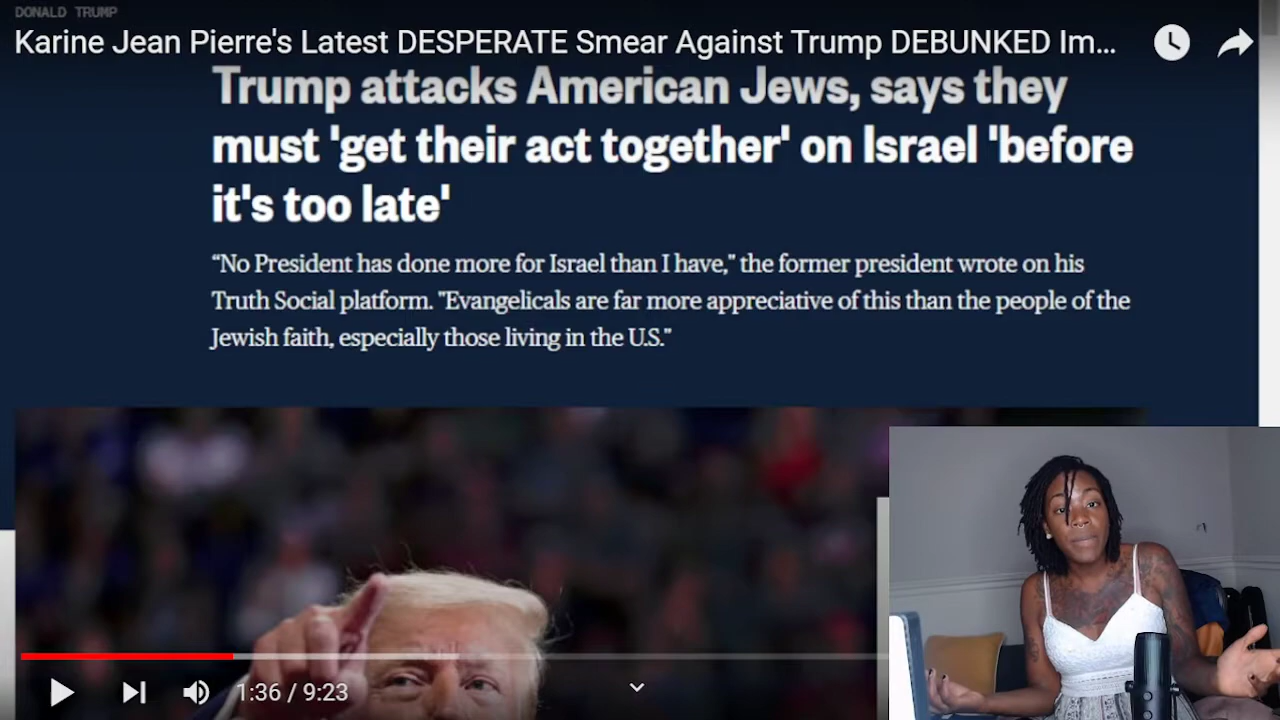 DONALD TRUMP
Karine Jean Pierre's Latest DESPERATE Smear Against Trump DEBUNKED Im...
Trump attacks American Jews, says they
must 'get their act together' on Israel 'before
it's too late'
“No President has done more for Israel than I have," the former president wrote on his
Truth Social platform. "Evangelicals are far more appreciative of this than the people of the
Jewish faith, especially those living in the U.S.”
1:36 / 9:23